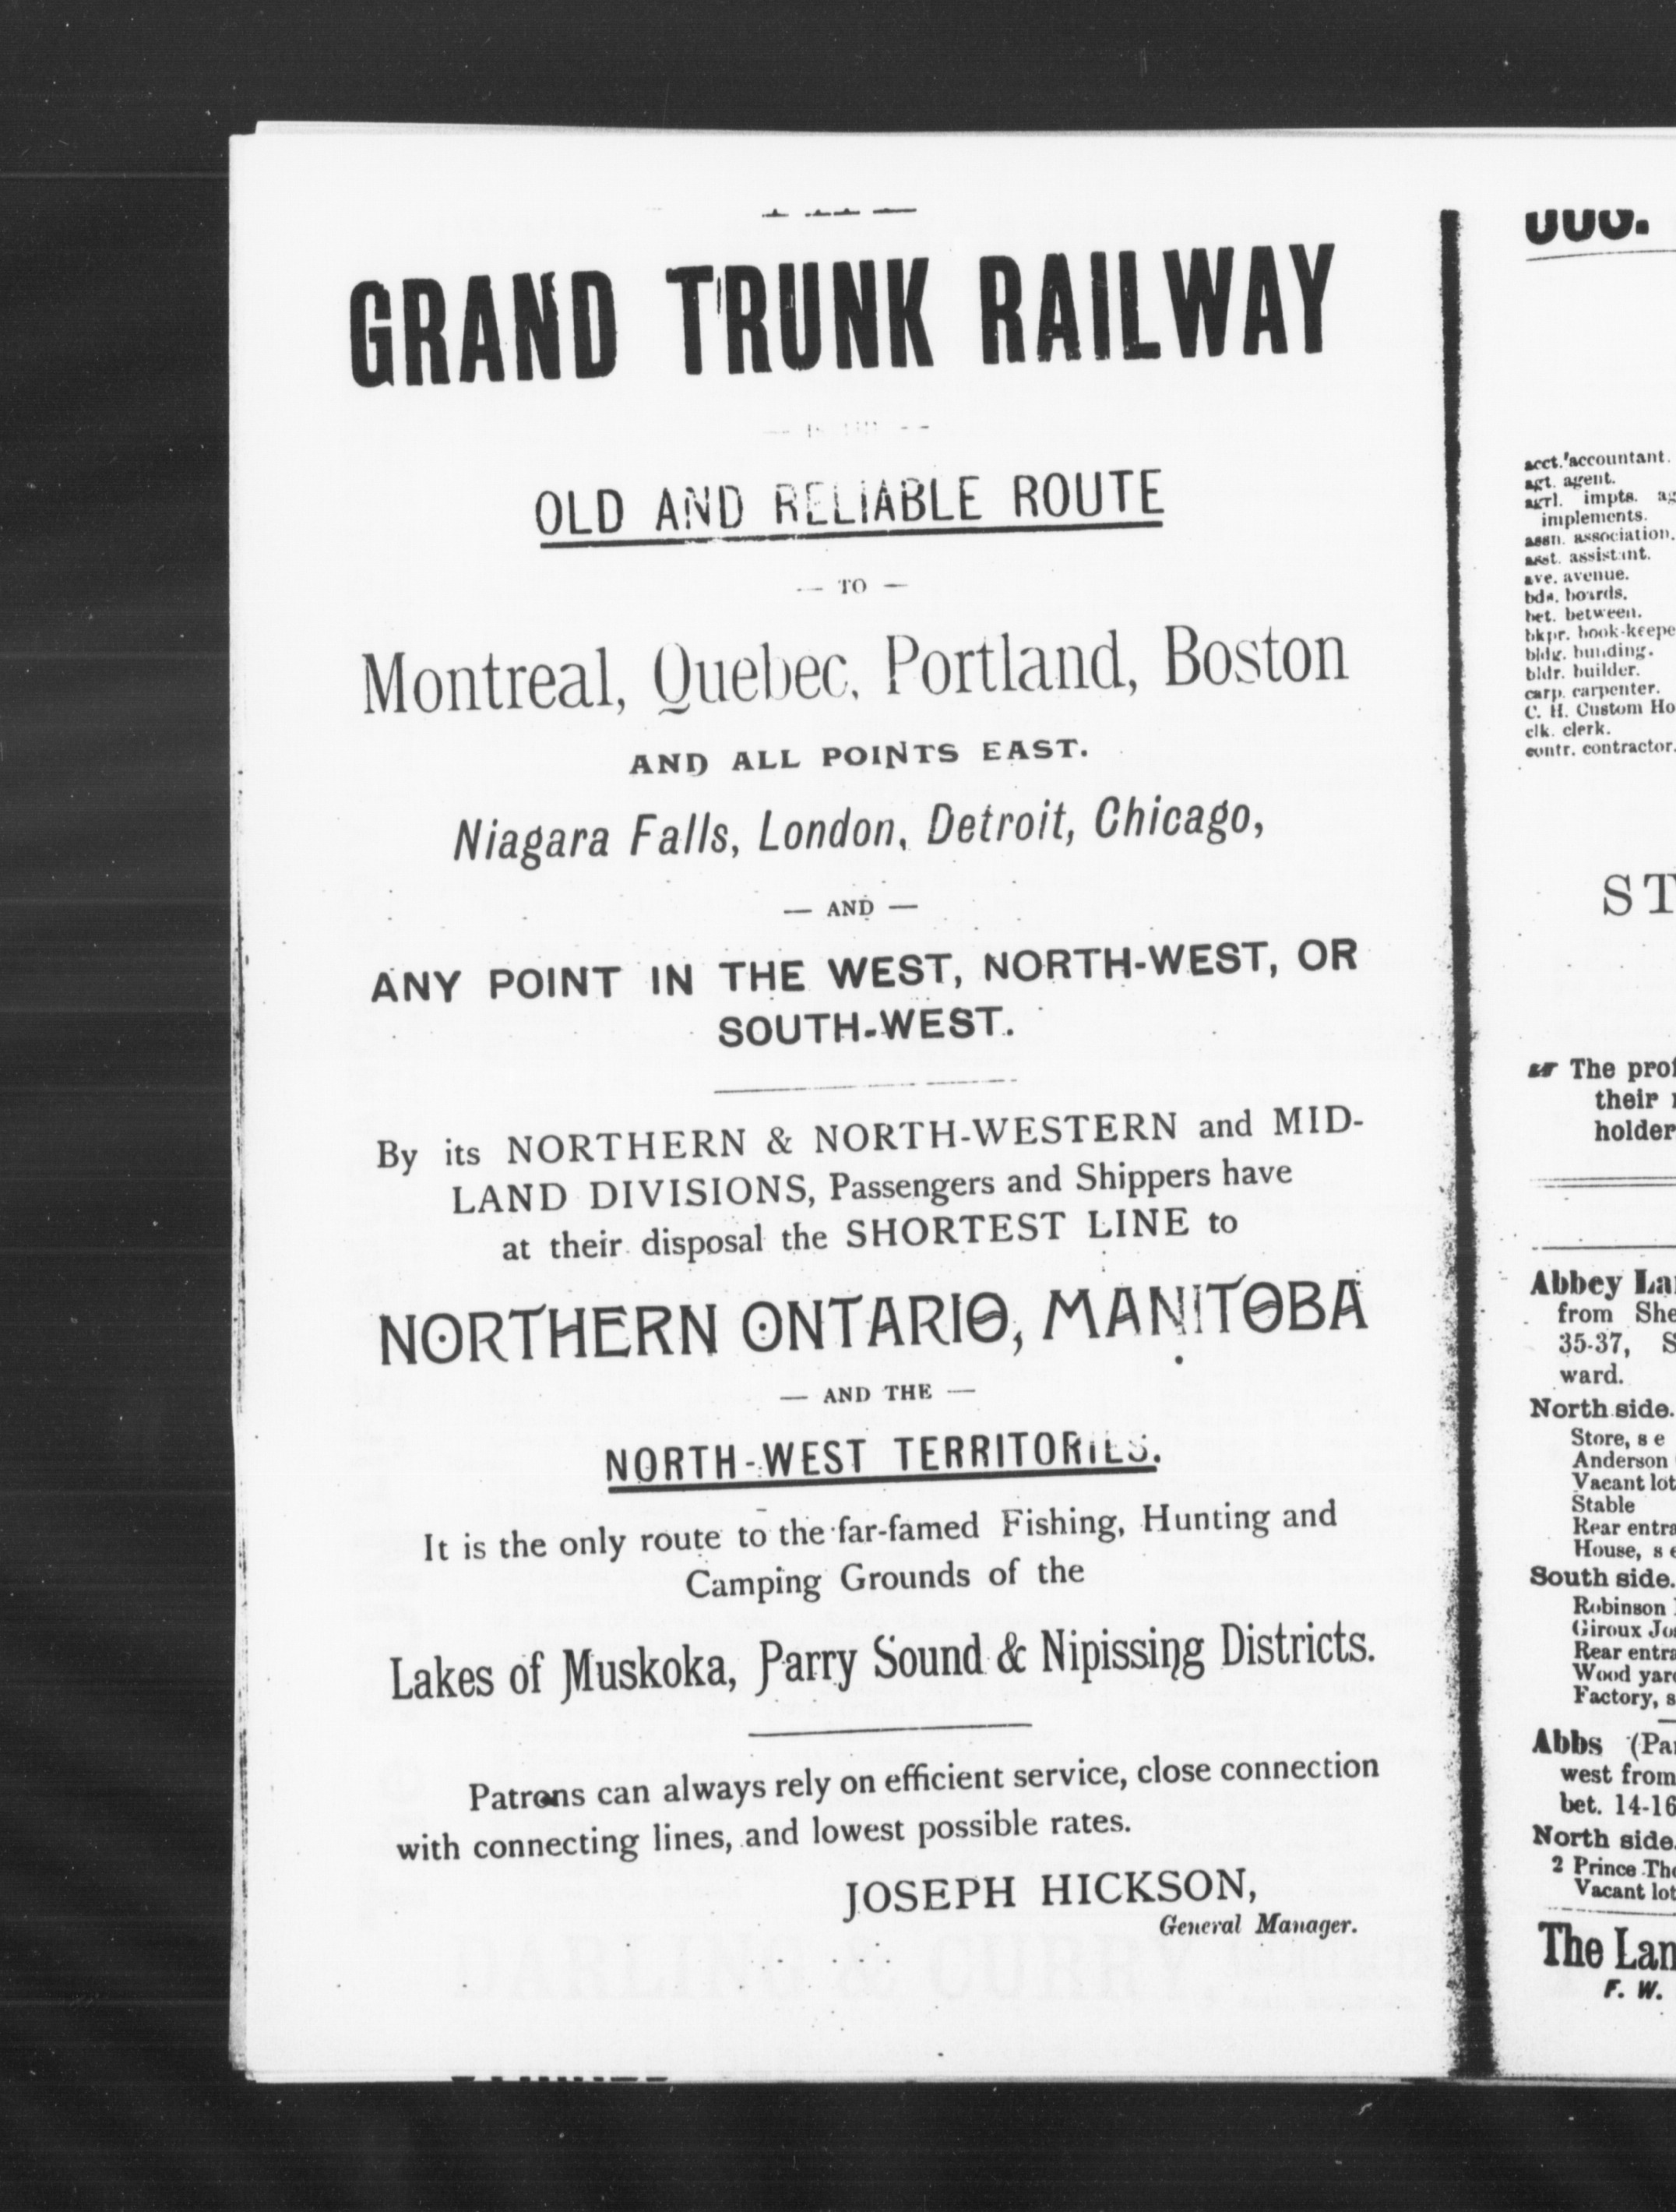 GRAND TRUNK RAILWAY
OLD AND RELIABLE ROUTE
— TO —
Montreal, Quebec, Portland, Boston
AND ALL POINTS EAST.
Niagara Falls, London, Detroit, Chicago,
— AND —
ANY POINT IN THE WEST, NORTH-WEST, OR
SOUTH-WEST.
By its NORTHERN & NORTH-WESTERN and MID-
LAND DIVISIONS, Passengers and Shippers have
at their disposal the SHORTEST LINE to
NORTHERN ONTARIO, MANITOBA
— AND THE —
NORTH-WEST TERRITORIES.
It is the only route to the far-famed Fishing, Hunting and
Camping Grounds of the
Lakes of Muskoka, Parry Sound & Nipissing Districts.
Patrons can always rely on efficient service, close connection
with connecting lines, and lowest possible rates.
JOSEPH HICKSON,
General Manager.
DARLING & CURRY,
acct. accountant.
agt. agent.
agrl. impts.
implements.
assn. association.
asst. assistant.
ave. avenue.
bds. boards.
bet. between.
bkpr. book-keepe
bldg. building.
bldr. builder.
carp. carpenter.
C. H. Custom Ho
clk. clerk.
contr. contractor.
ST
The prof
their
holder
Abbey La
from She
35-37, S
ward.
North side.
Store, s e
Anderson
Vacant lot
Stable
Rear entra
House, s e
South side.
Robinson
Giroux Jo
Rear entra
Wood yard
Factory, s
Abbs (Pa
west from
bet. 14-16
North side.
2 Prince The
Vacant lot
The Lan
F. W.